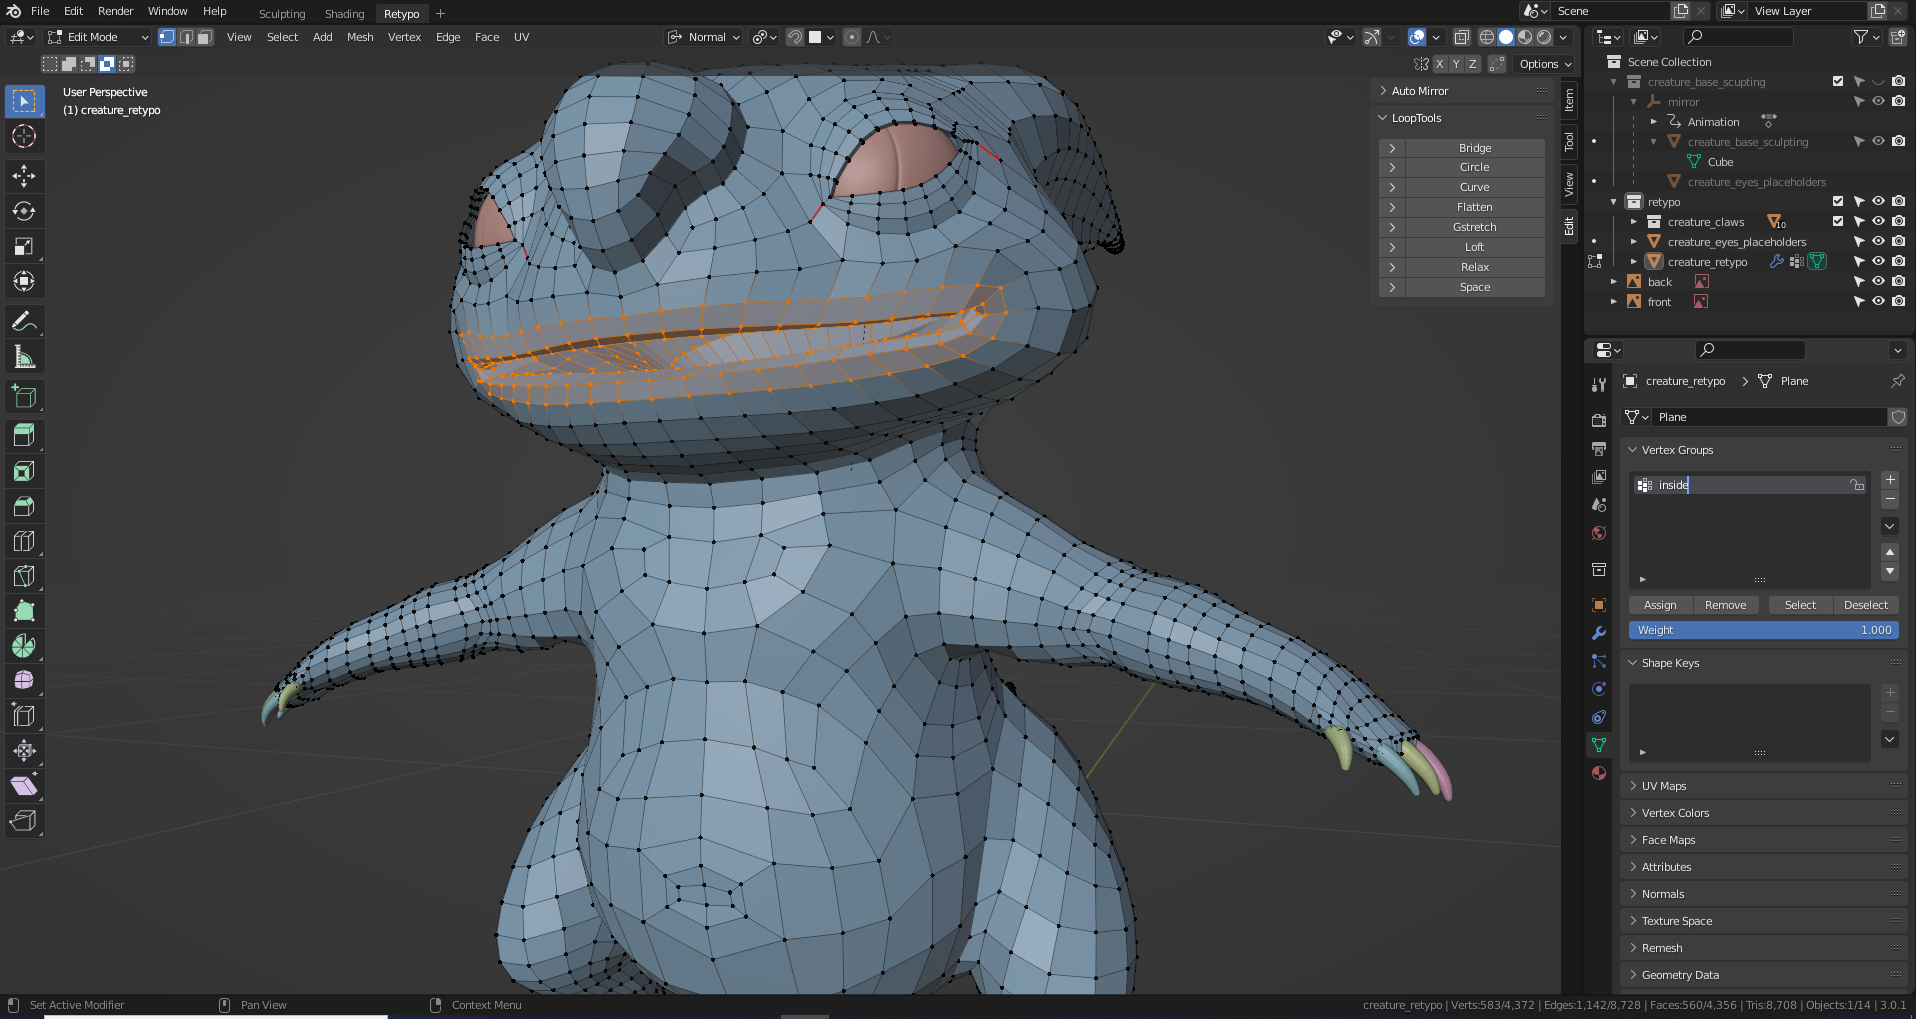 File Edit Render Window Help Sculpting Shading Retypo + Scene View Layer
Edit Mode View Select Add Mesh Vertex Edge Face UV Normal
X Y Z Options
User Perspective
(1) creature_retypo
Auto Mirror
LoopTools
Bridge
Circle
Curve
Flatten
Gstretch
Loft
Relax
Space
Item
Tool
View
Edit
Scene Collection
creature_base_scupting
mirror
Animation
creature_base_sculpting
Cube
creature_eyes_placeholders
retypo
creature_claws 10
creature_eyes_placeholders
creature_retypo
back
front
creature_retypo Plane
Plane
Vertex Groups
inside
Assign Remove Select Deselect
Weight 1.000
Shape Keys
UV Maps
Vertex Colors
Face Maps
Attributes
Normals
Texture Space
Remesh
Geometry Data
Set Active Modifier Pan View Context Menu creature_retypo | Verts:583/4,372 | Edges:1,142/8,728 | Faces:560/4,356 | Tris:8,708 | Objects:1/14 | 3.0.1